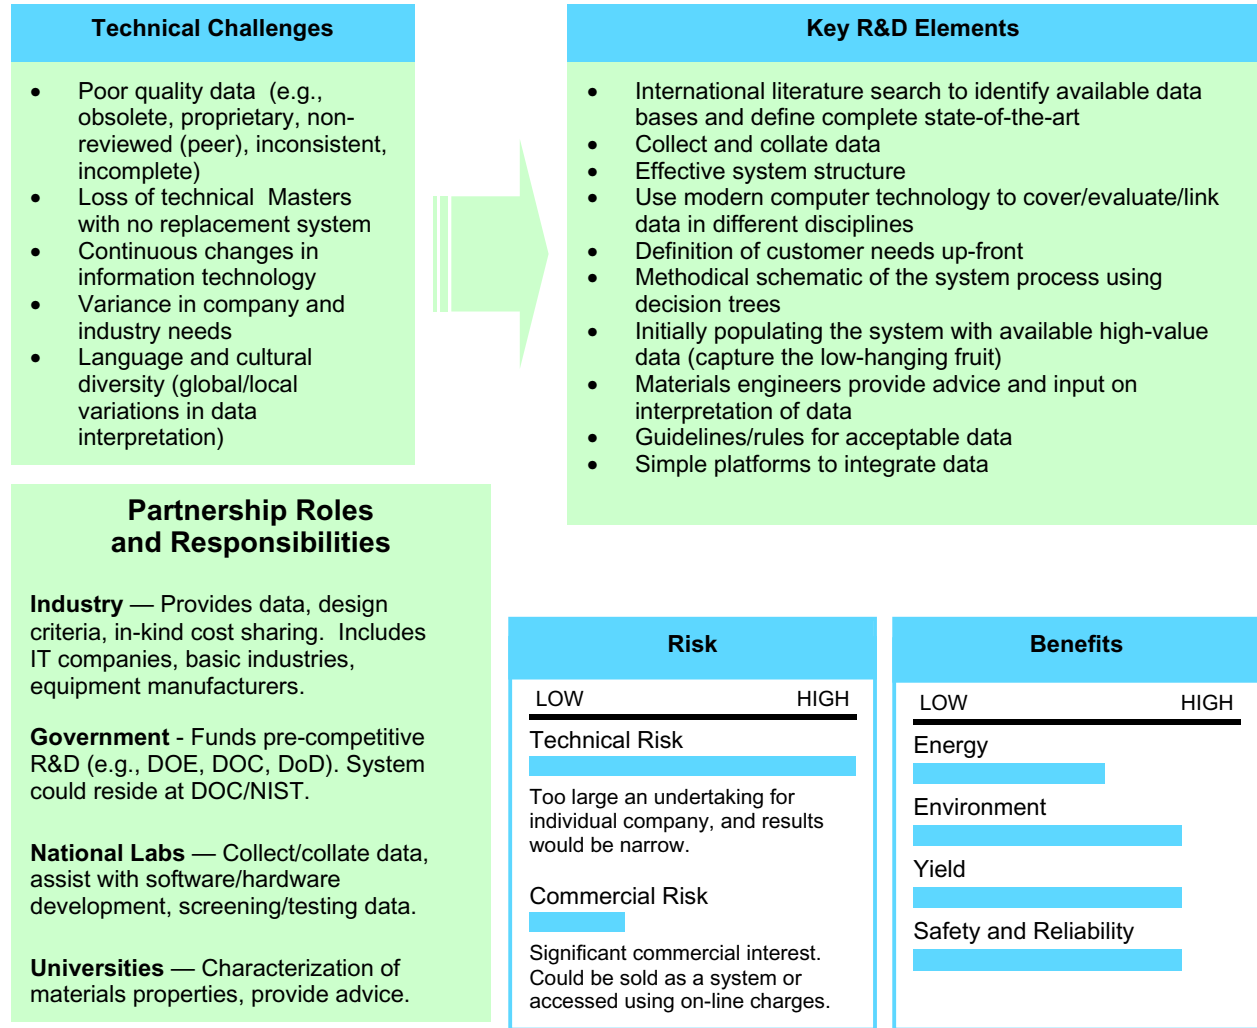 Technical Challenges
• Poor quality data (e.g.,
obsolete, proprietary, non-
reviewed (peer), inconsistent,
incomplete)
• Loss of technical Masters
with no replacement system
• Continuous changes in
information technology
• Variance in company and
industry needs
• Language and cultural
diversity (global/local
variations in data
interpretation)
Key R&D Elements
• International literature search to identify available data
bases and define complete state-of-the-art
• Collect and collate data
• Effective system structure
• Use modern computer technology to cover/evaluate/link
data in different disciplines
• Definition of customer needs up-front
• Methodical schematic of the system process using
decision trees
• Initially populating the system with available high-value
data (capture the low-hanging fruit)
• Materials engineers provide advice and input on
interpretation of data
• Guidelines/rules for acceptable data
• Simple platforms to integrate data
Partnership Roles
and Responsibilities
Industry — Provides data, design
criteria, in-kind cost sharing. Includes
IT companies, basic industries,
equipment manufacturers.
Government - Funds pre-competitive
R&D (e.g., DOE, DOC, DoD). System
could reside at DOC/NIST.
National Labs — Collect/collate data,
assist with software/hardware
development, screening/testing data.
Universities — Characterization of
materials properties, provide advice.
Risk
LOW HIGH
Technical Risk
Too large an undertaking for
individual company, and results
would be narrow.
Commercial Risk
Significant commercial interest.
Could be sold as a system or
accessed using on-line charges.
Benefits
LOW HIGH
Energy
Environment
Yield
Safety and Reliability